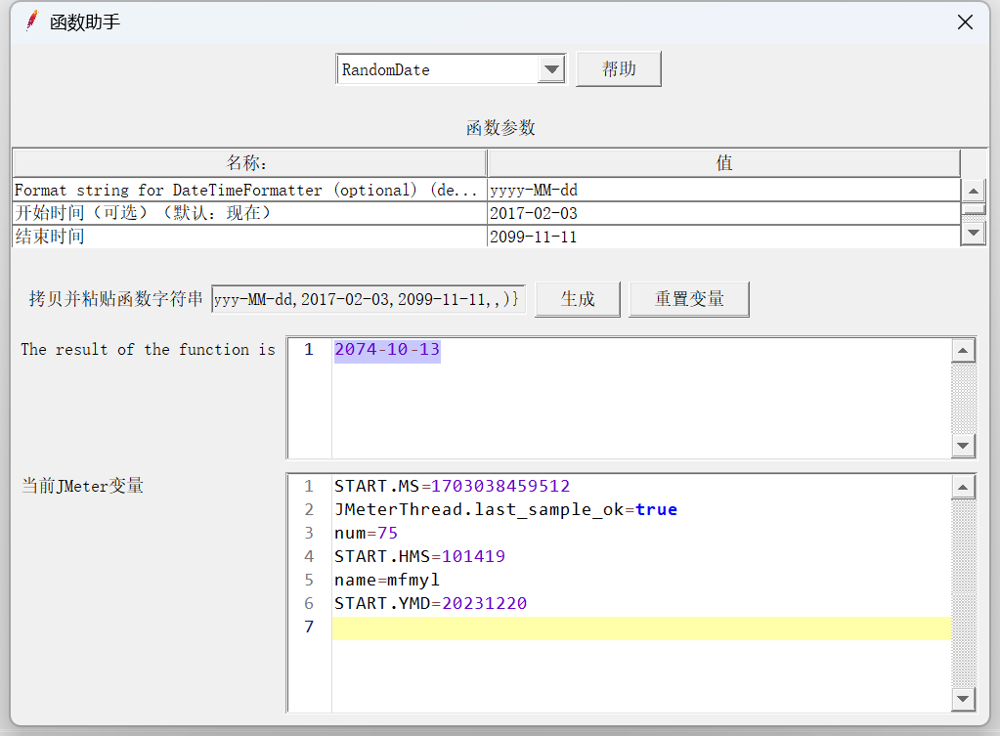 函数助手
RandomDate 帮助
函数参数
名称: 值
Format string for DateTimeFormatter (optional) (de... yyyy-MM-dd
开始时间（可选）（默认：现在） 2017-02-03
结束时间 2099-11-11
拷贝并粘贴函数字符串 yyy-MM-dd,2017-02-03,2099-11-11,,)} 生成 重置变量
The result of the function is 1 2074-10-13
当前JMeter变量 1 START.MS=1703038459512
2 JMeterThread.last_sample_ok=true
3 num=75
4 START.HMS=101419
5 name=mfmyl
6 START.YMD=20231220
7